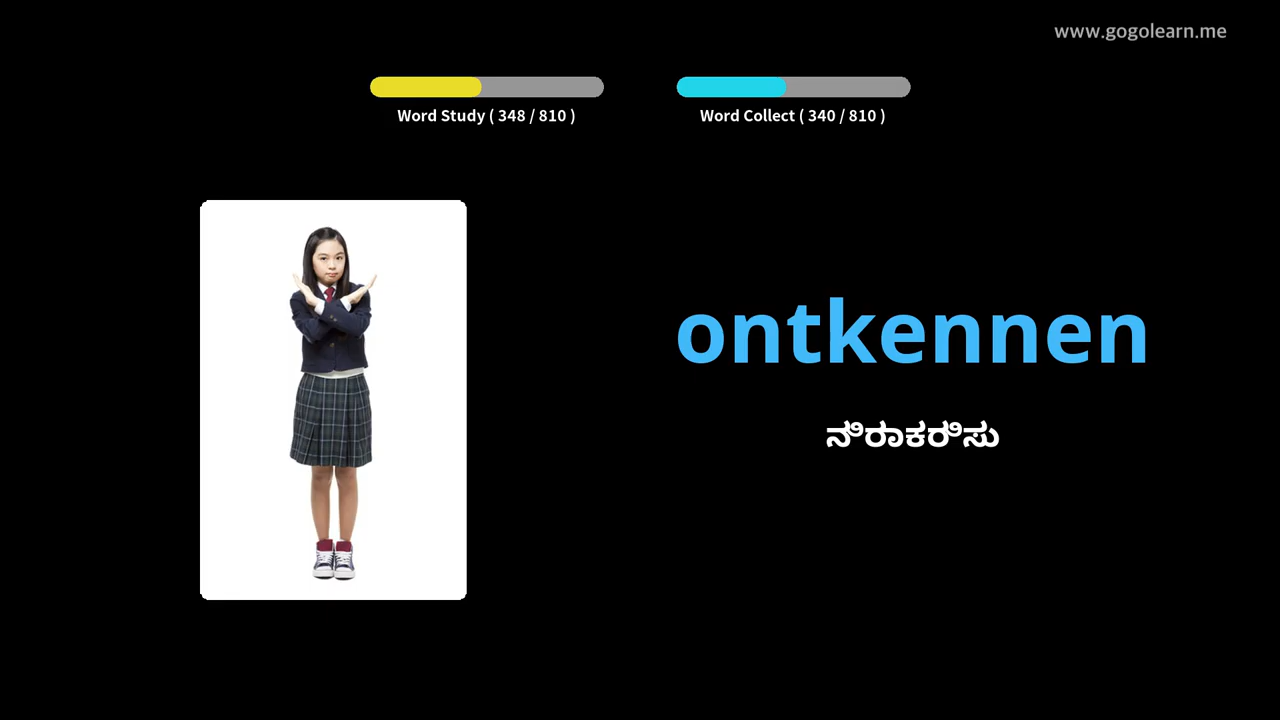 www.gogolearn.me
Word Study ( 348 / 810 )
Word Collect ( 340 / 810 )
ontkennen
ನಿರಾಕರಿಸು